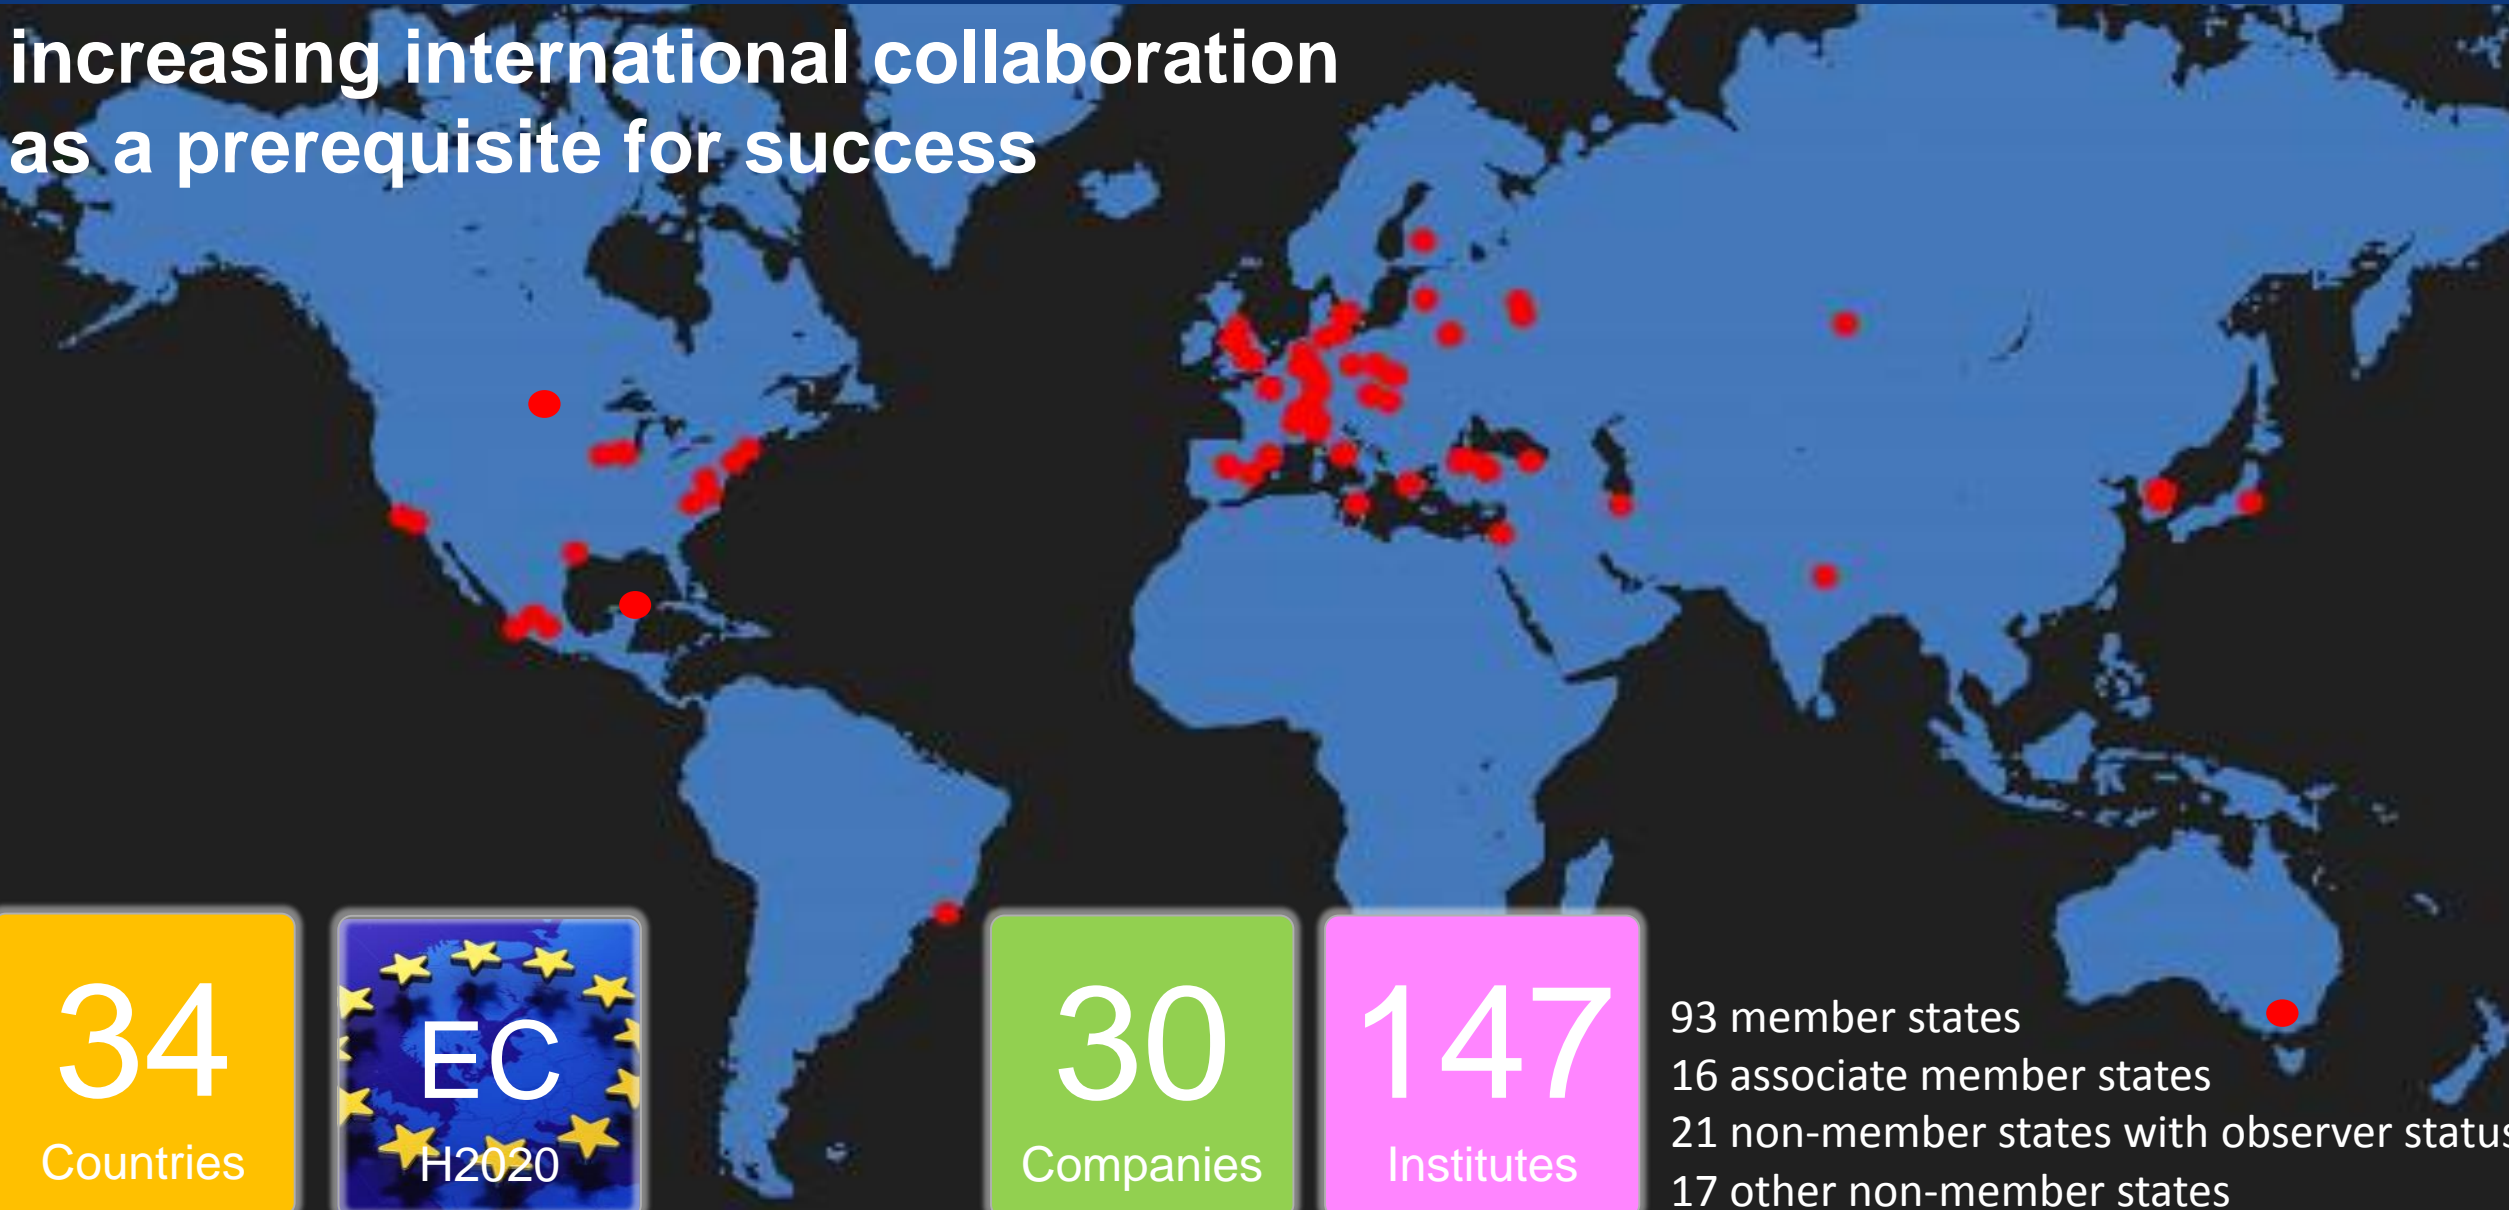 increasing international collaboration
as a prerequisite for success
34
Countries
EC
H2020
30
Companies
147
Institutes
93 member states
16 associate member states
21 non-member states with observer status
17 other non-member states